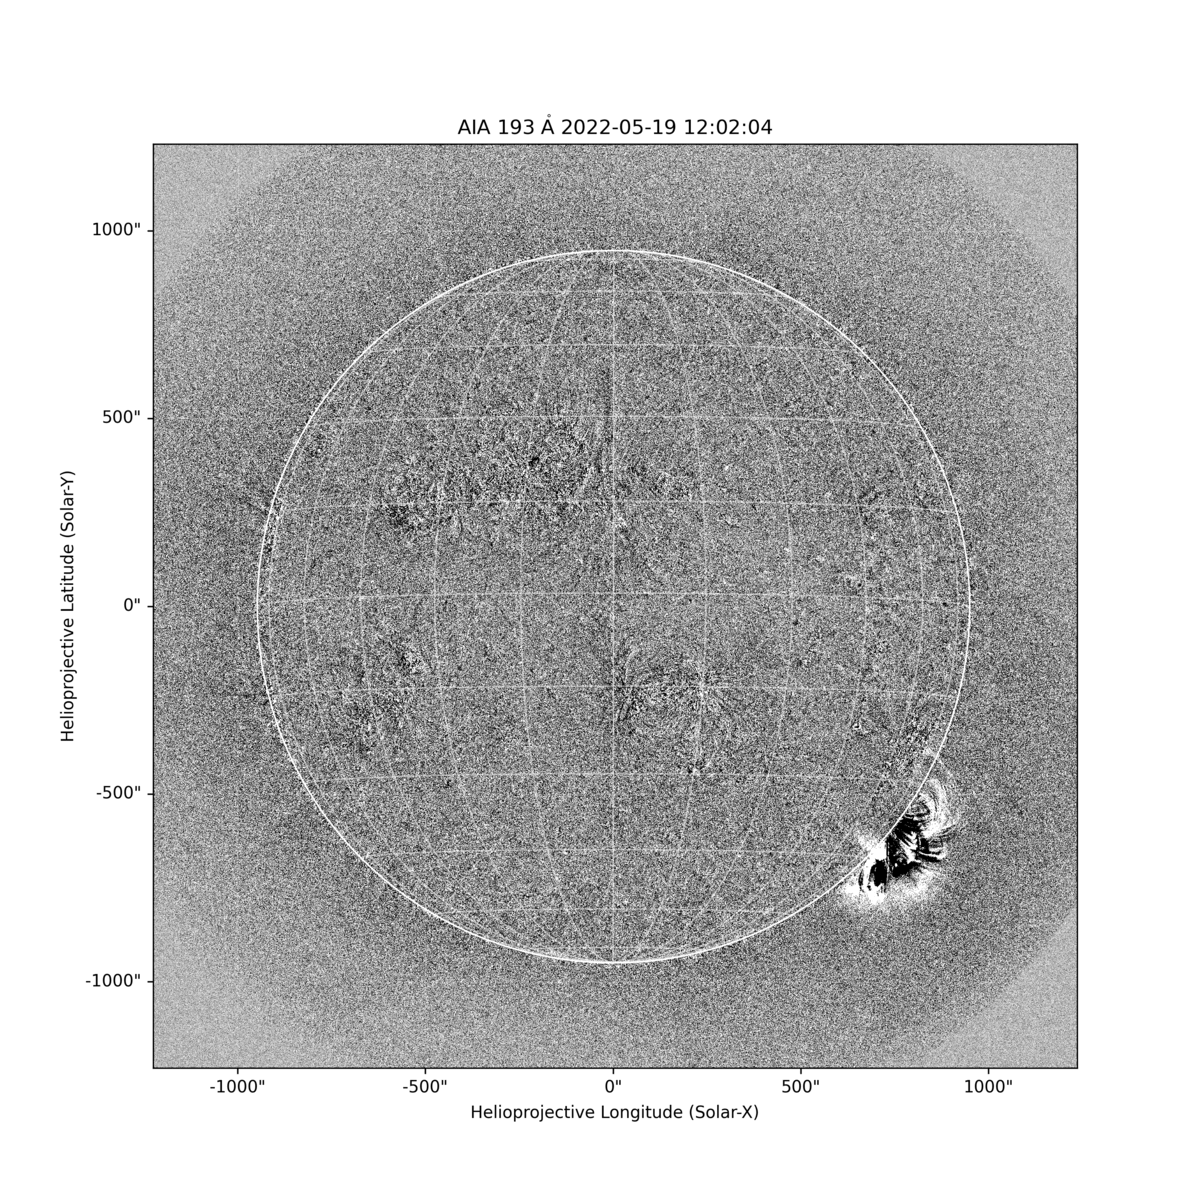 AIA 193 Å 2022-05-19 12:02:04
1000"
500"
0"
-500"
-1000"
Helioprojective Latitude (Solar-Y)
-1000" -500" 0" 500" 1000"
Helioprojective Longitude (Solar-X)